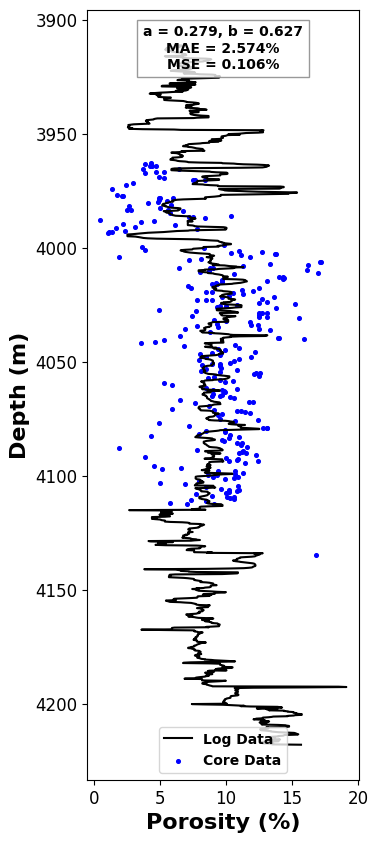 a = 0.279, b = 0.627
MAE = 2.574%
MSE = 0.106%
3900
3950
4000
4050
4100
4150
4200
Depth (m)
Log Data
Core Data
0 5 10 15 20
Porosity (%)